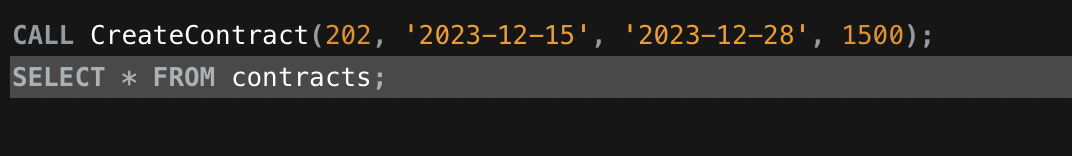 CALL CreateContract(202, '2023-12-15', '2023-12-28', 1500);
SELECT * FROM contracts;